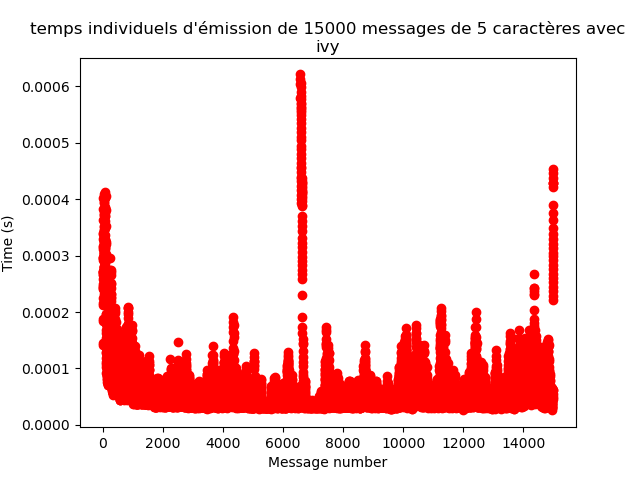 temps individuels d'émission de 15000 messages de 5 caractères avec
ivy
0.0006
0.0005
0.0004
0.0003
0.0002
0.0001
0.0000
Time (s)
0 2000 4000 6000 8000 10000 12000 14000
Message number